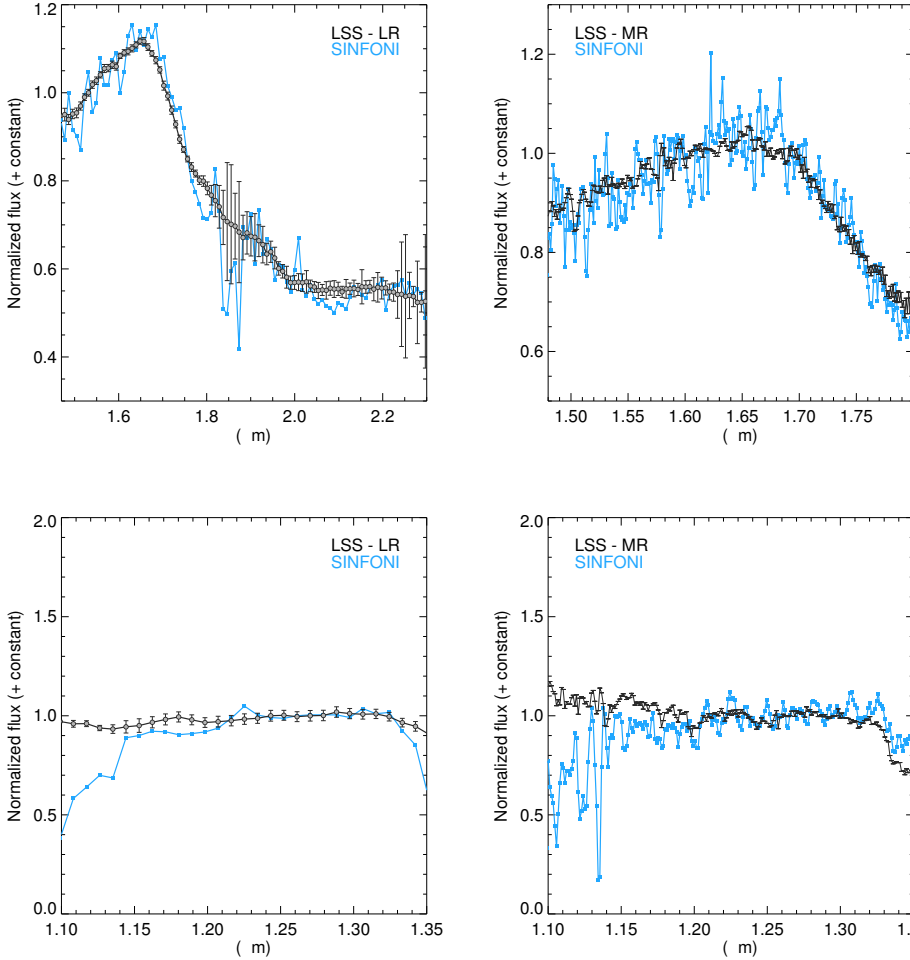 1.2
1.0
0.8
0.6
0.4
Normalized flux (+ constant)
LSS - LR
SINFONI
1.6 1.8 2.0 2.2
( m)
1.2
1.0
0.8
0.6
Normalized flux (+ constant)
LSS - MR
SINFONI
1.50 1.55 1.60 1.65 1.70 1.75
( m)
2.0
1.5
1.0
0.5
0.0
Normalized flux (+ constant)
LSS - LR
SINFONI
1.10 1.15 1.20 1.25 1.30 1.35
( m)
2.0
1.5
1.0
0.5
0.0
Normalized flux (+ constant)
LSS - MR
SINFONI
1.10 1.15 1.20 1.25 1.30
( m)